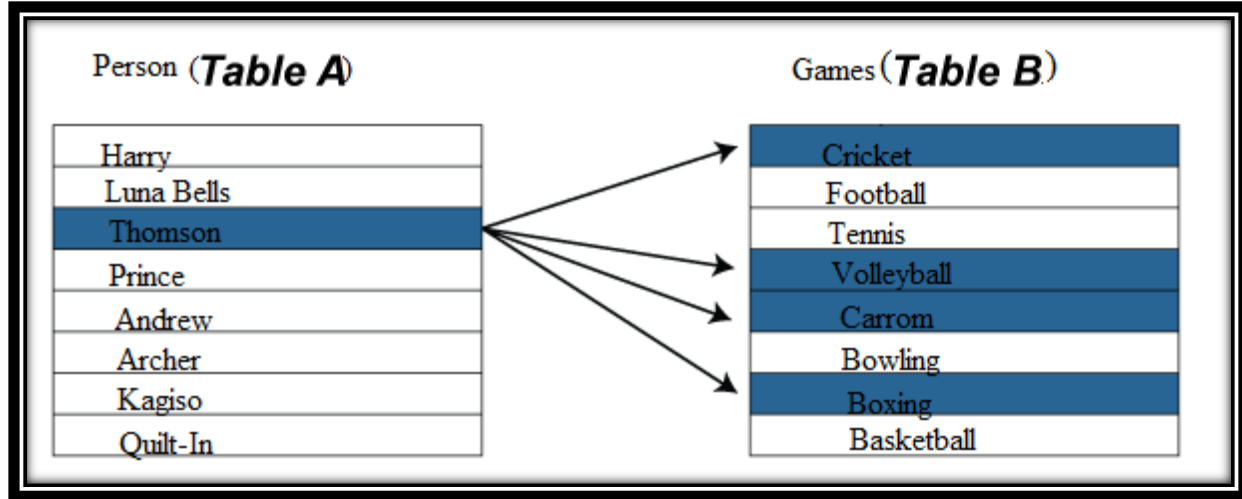 Person (Table A)
Harry
Luna Bells
Thomson
Prince
Andrew
Archer
Kagiso
Quilt-In
Games (Table B.)
Cricket
Football
Tennis
Volleyball
Carrom
Bowling
Boxing
Basketball